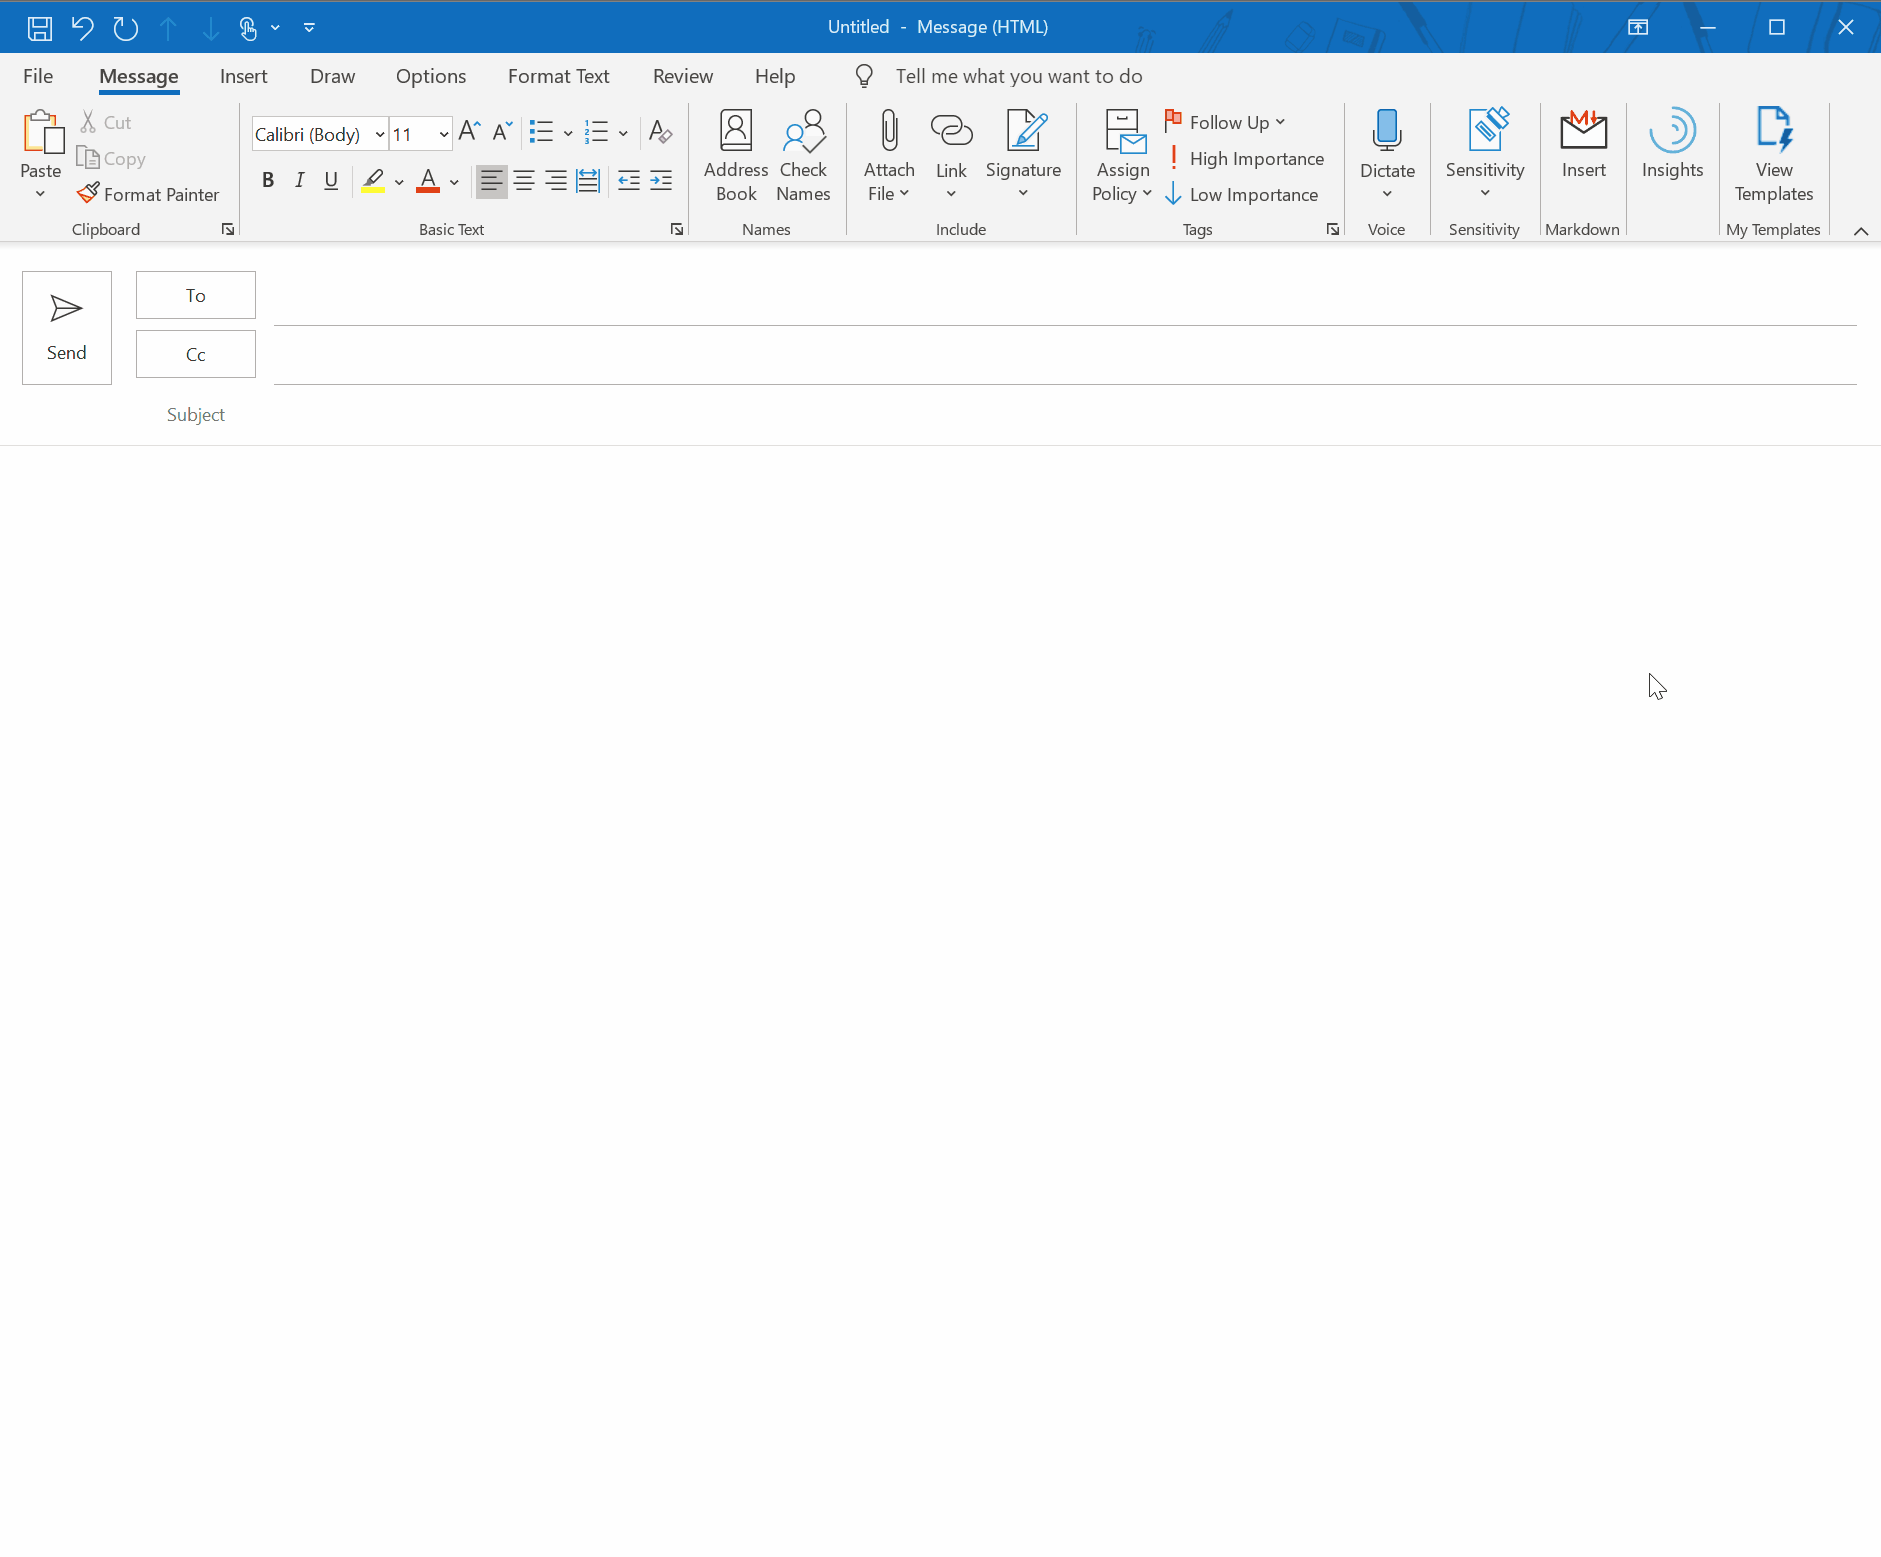 Untitled - Message (HTML)
File Message Insert Draw Options Format Text Review Help Tell me what you want to do
Paste
Cut
Copy
Format Painter
Clipboard
Calibri (Body) 11
B I U
Basic Text
Address Book
Check Names
Names
Attach File
Link
Signature
Include
Assign Policy
Follow Up
High Importance
Low Importance
Tags
Dictate
Voice
Sensitivity
Sensitivity
Insert
Markdown
Insights
View Templates
My Templates
Send
To
Cc
Subject